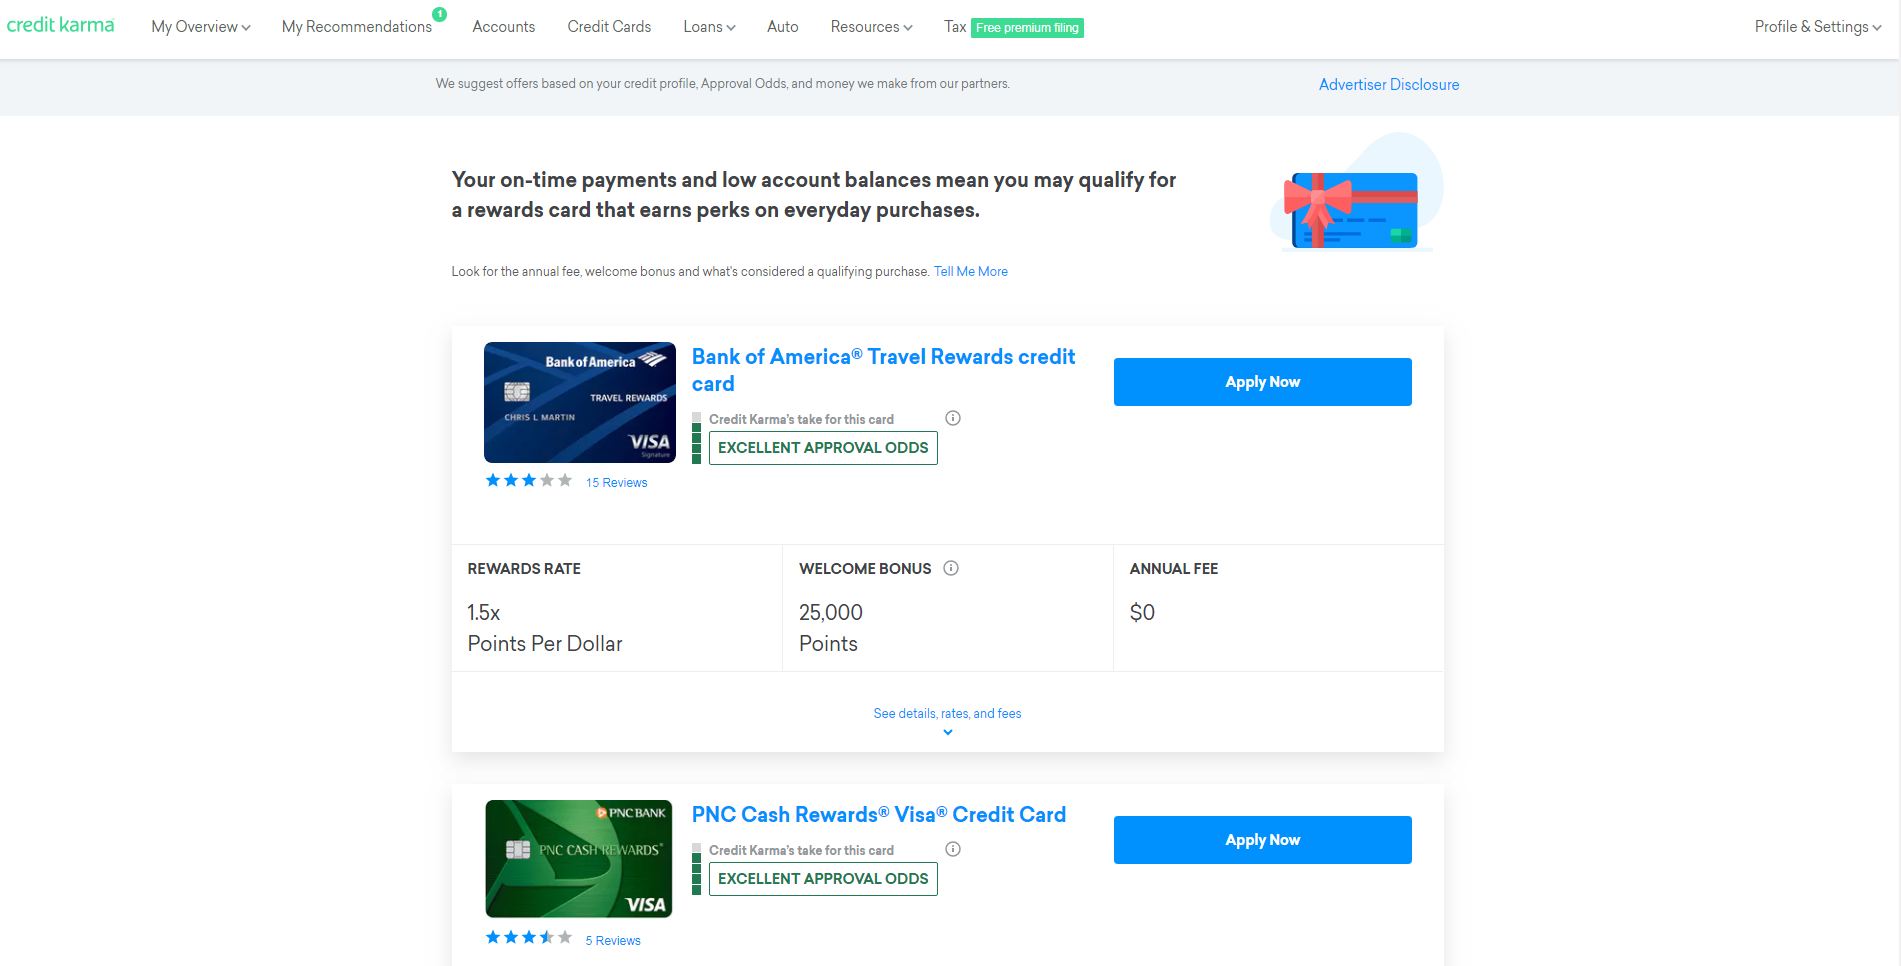 credit karma
My Overview
My Recommendations
1
Accounts
Credit Cards
Loans
Auto
Resources
Tax
Free premium filing
Profile & Settings
We suggest offers based on your credit profile, Approval Odds, and money we make from our partners.
Advertiser Disclosure
Your on-time payments and low account balances mean you may qualify for
a rewards card that earns perks on everyday purchases.
Look for the annual fee, welcome bonus and what's considered a qualifying purchase. Tell Me More
Bank of America
TRAVEL REWARDS
CHRIS L MARTIN
VISA
Signature
15 Reviews
Bank of America® Travel Rewards credit
card
Credit Karma's take for this card
EXCELLENT APPROVAL ODDS
Apply Now
REWARDS RATE
1.5x
Points Per Dollar
WELCOME BONUS
25,000
Points
ANNUAL FEE
$0
See details, rates, and fees
PNC BANK
PNC CASH REWARDS®
VISA
5 Reviews
PNC Cash Rewards® Visa® Credit Card
Credit Karma's take for this card
EXCELLENT APPROVAL ODDS
Apply Now